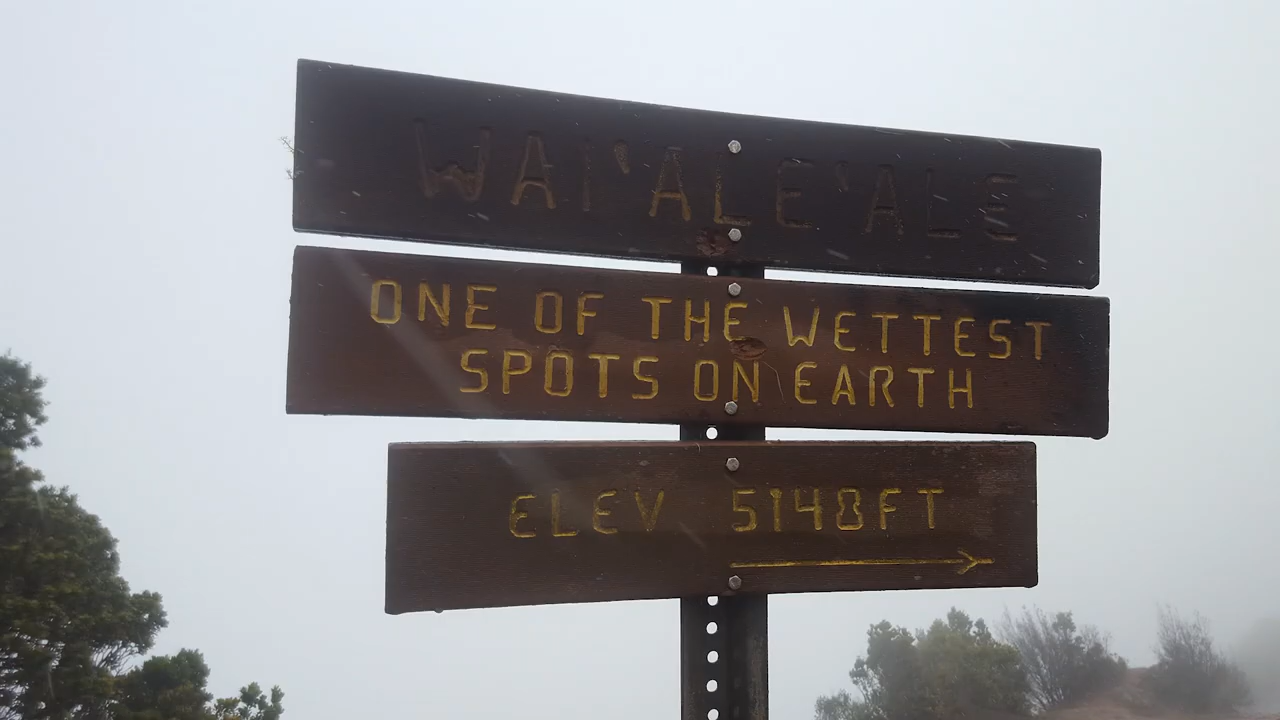 WAI'ALE'ALE
ONE OF THE WETTEST
SPOTS ON EARTH
ELEV 5148FT